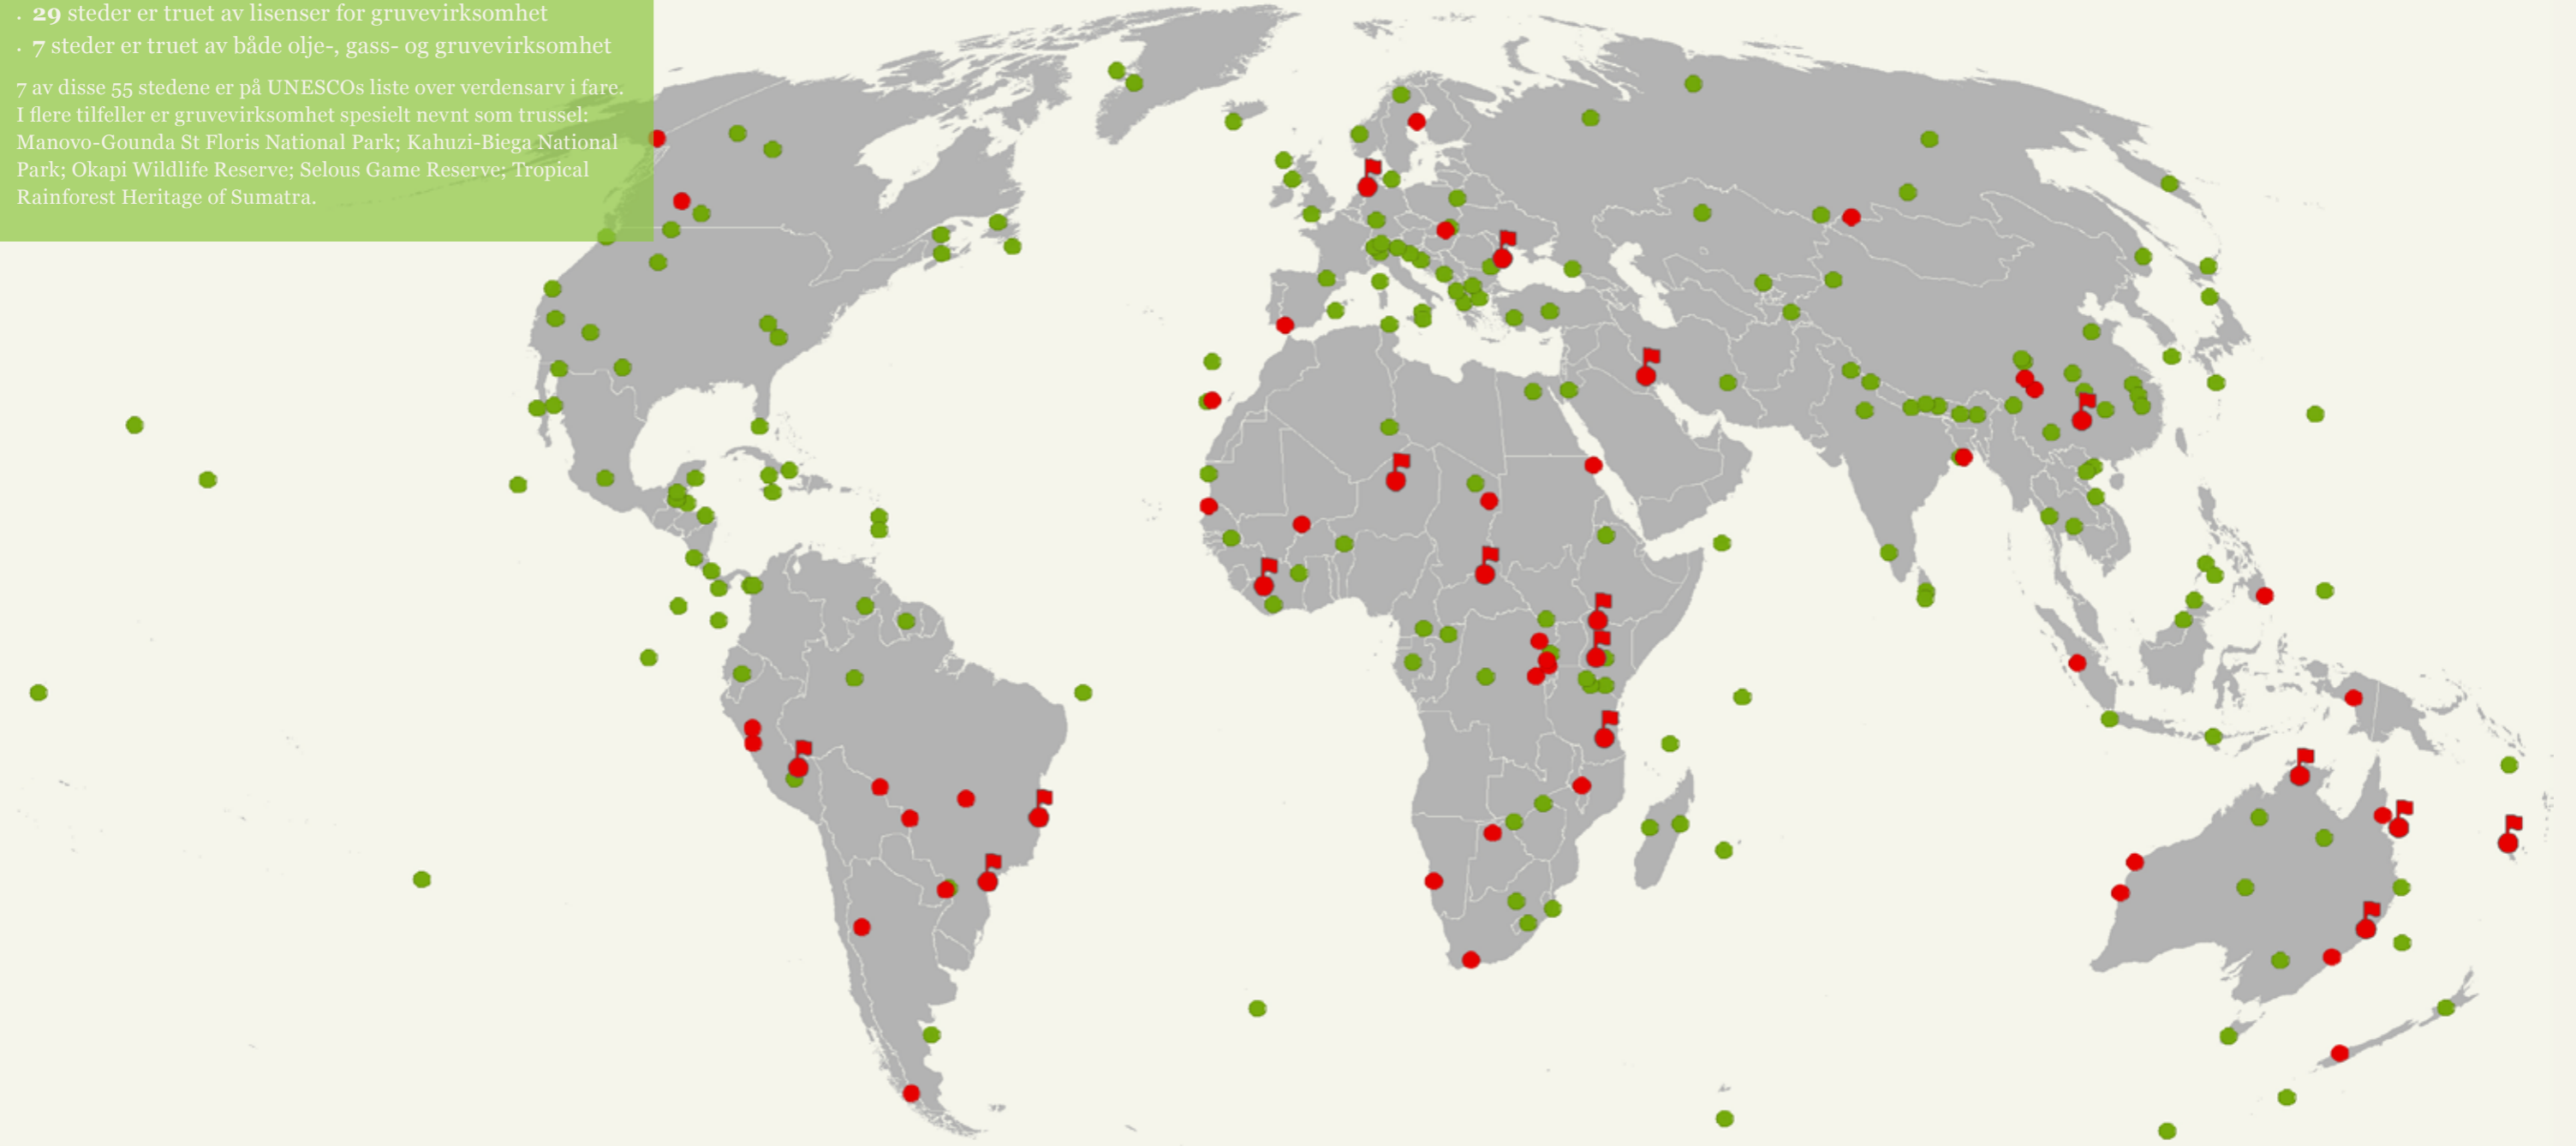 · 29 steder er truet av lisenser for gruvevirksomhet
· 7 steder er truet av både olje-, gass- og gruvevirksomhet
7 av disse 55 stedene er på UNESCOs liste over verdensarv i fare.
I flere tilfeller er gruvevirksomhet spesielt nevnt som trussel:
Manovo-Gounda St Floris National Park; Kahuzi-Biega National
Park; Okapi Wildlife Reserve; Selous Game Reserve; Tropical
Rainforest Heritage of Sumatra.